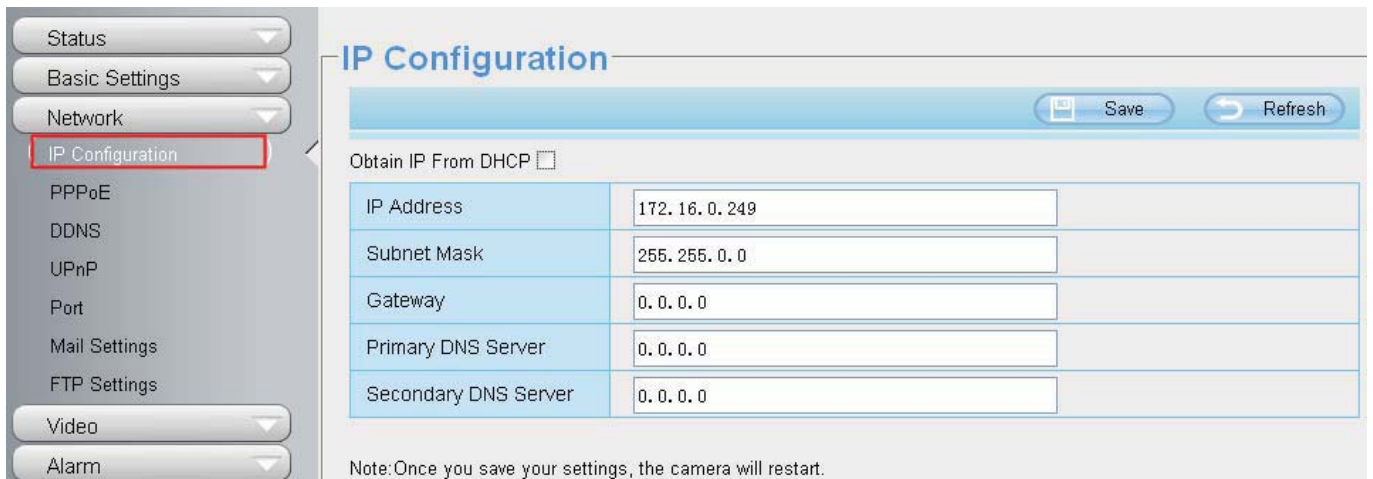 Status
Basic Settings
Network
IP Configuration
PPPoE
DDNS
UPnP
Port
Mail Settings
FTP Settings
Video
Alarm
IP Configuration
Save Refresh
Obtain IP From DHCP
IP Address 172.16.0.249
Subnet Mask 255.255.0.0
Gateway 0.0.0.0
Primary DNS Server 0.0.0.0
Secondary DNS Server 0.0.0.0
Note:Once you save your settings, the camera will restart.